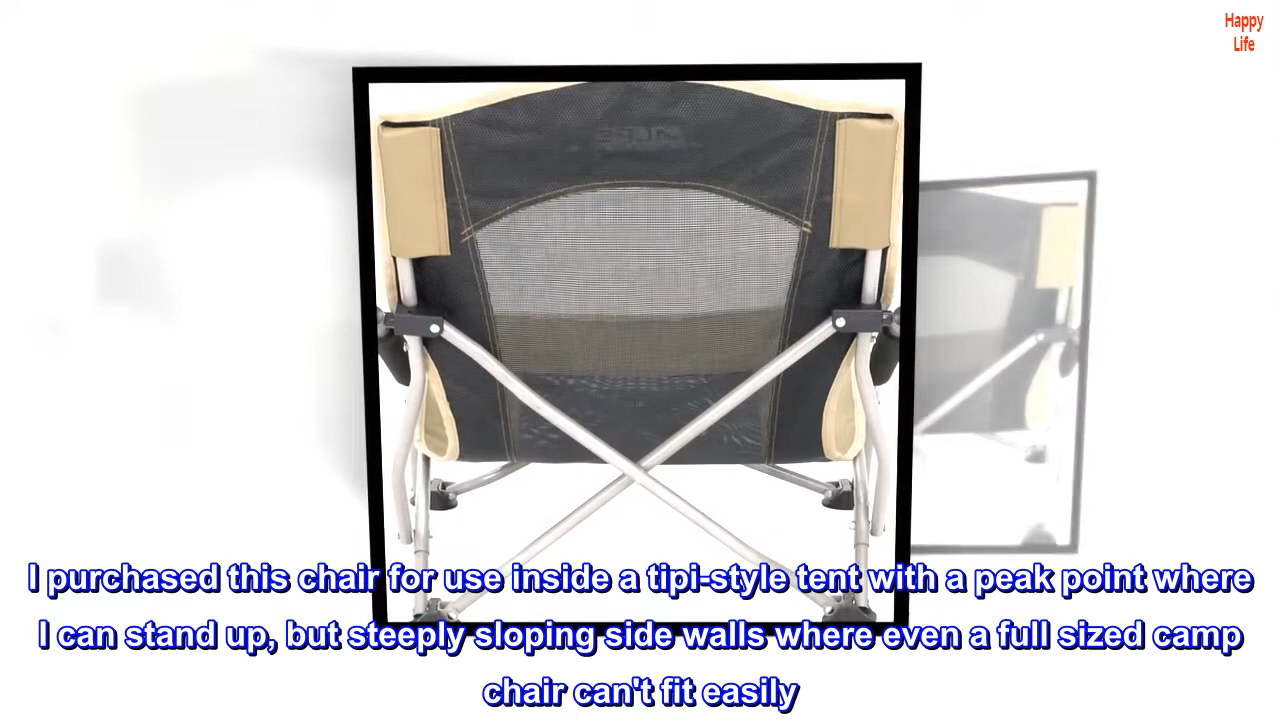 Happy
Life
I purchased this chair for use inside a tipi-style tent with a peak point where
I can stand up, but steeply sloping side walls where even a full sized camp
chair can't fit easily